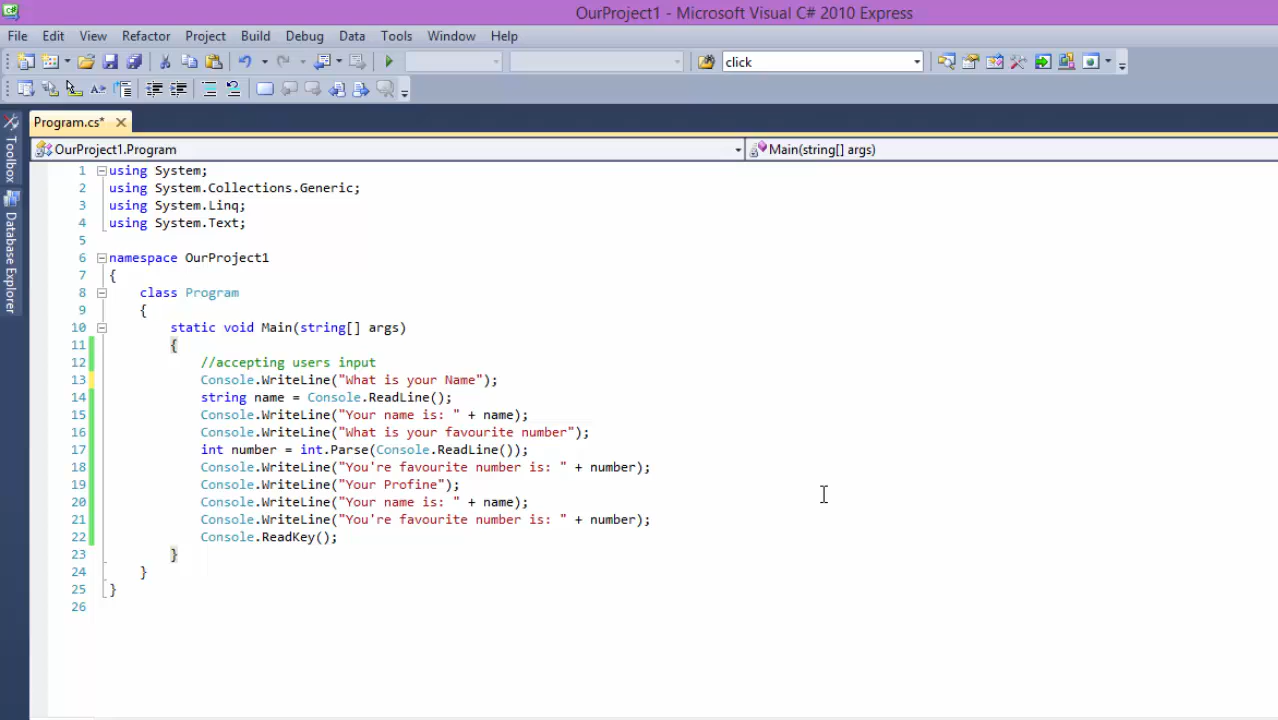 OurProject1 - Microsoft Visual C# 2010 Express
File Edit View Refactor Project Build Debug Data Tools Window Help
click
Program.cs* ×
OurProject1.Program Main(string[] args)
Toolbox
Database Explorer
1 using System;
2 using System.Collections.Generic;
3 using System.Linq;
4 using System.Text;
5
6 namespace OurProject1
7 {
8 class Program
9 {
10 static void Main(string[] args)
11 {
12 //accepting users input
13 Console.WriteLine("What is your Name");
14 string name = Console.ReadLine();
15 Console.WriteLine("Your name is: " + name);
16 Console.WriteLine("What is your favourite number");
17 int number = int.Parse(Console.ReadLine());
18 Console.WriteLine("You're favourite number is: " + number);
19 Console.WriteLine("Your Profine");
20 Console.WriteLine("Your name is: " + name);
21 Console.WriteLine("You're favourite number is: " + number);
22 Console.ReadKey();
23 }
24 }
25 }
26